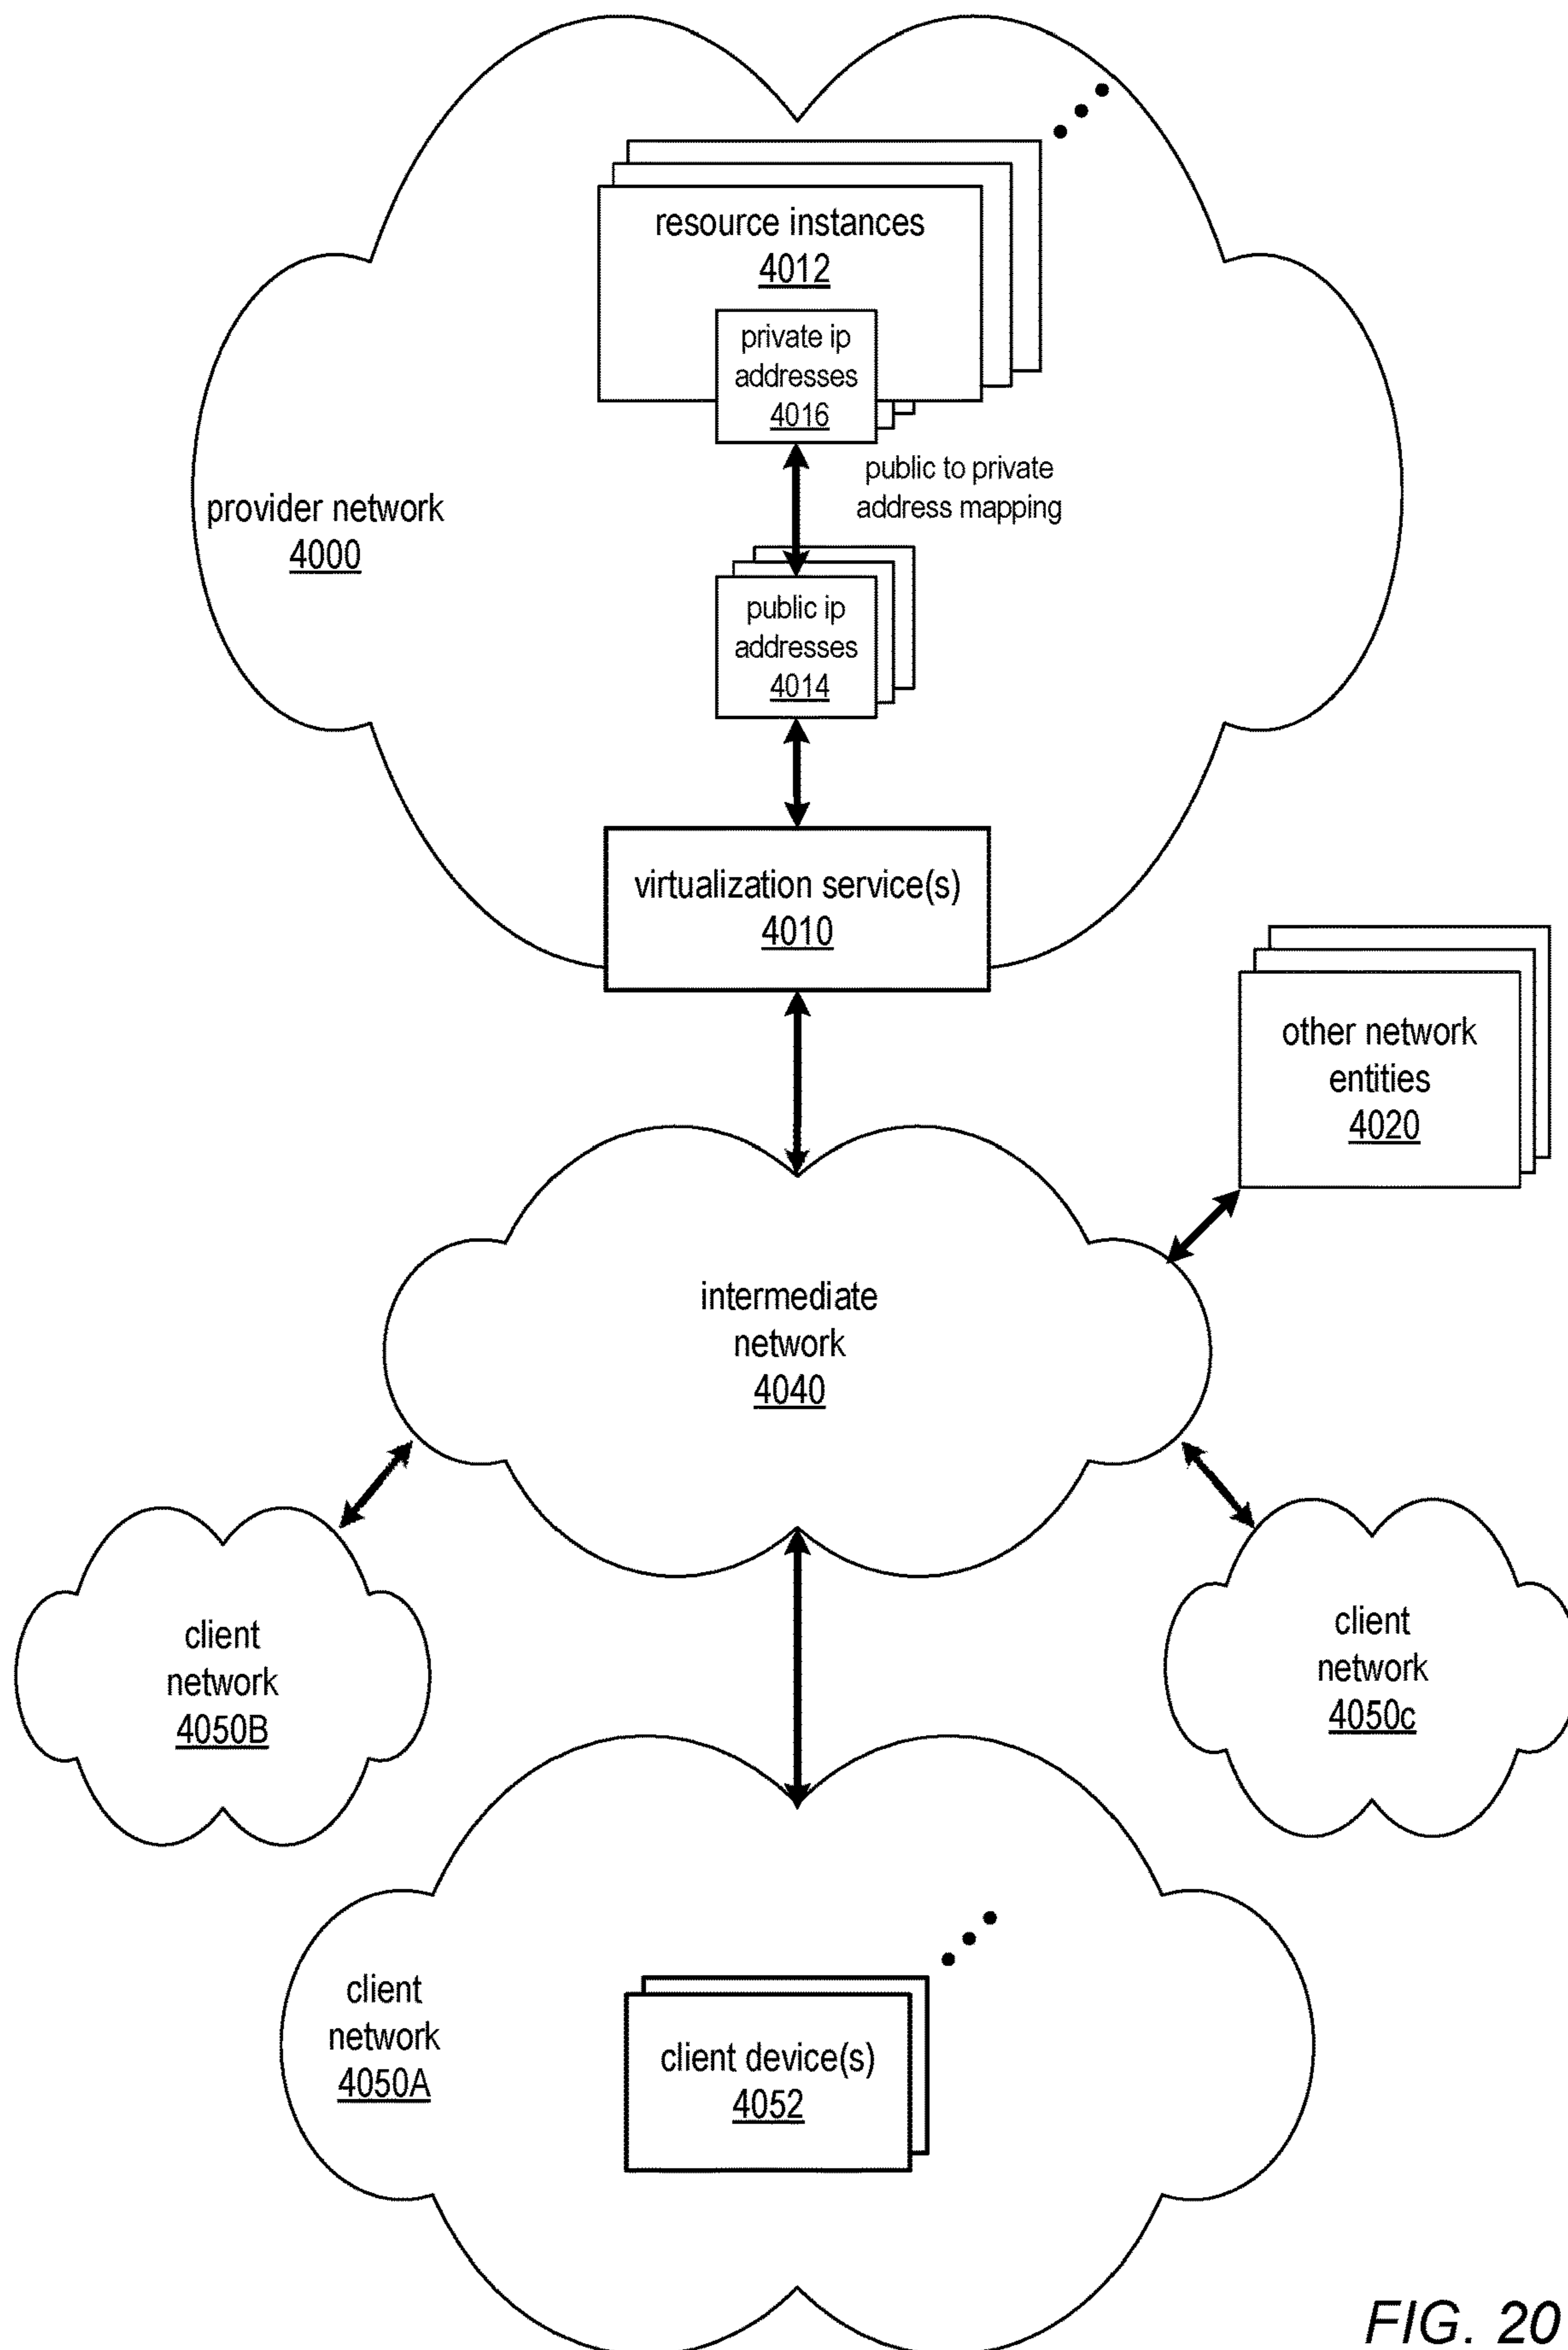 resource instances
4012
private ip
addresses
4016
public to private
address mapping
provider network
4000
public ip
addresses
4014
virtualization service(s)
4010
other network
entities
4020
intermediate
network
4040
client
network
4050B
client
network
4050c
client
network
4050A
client device(s)
4052
FIG. 20